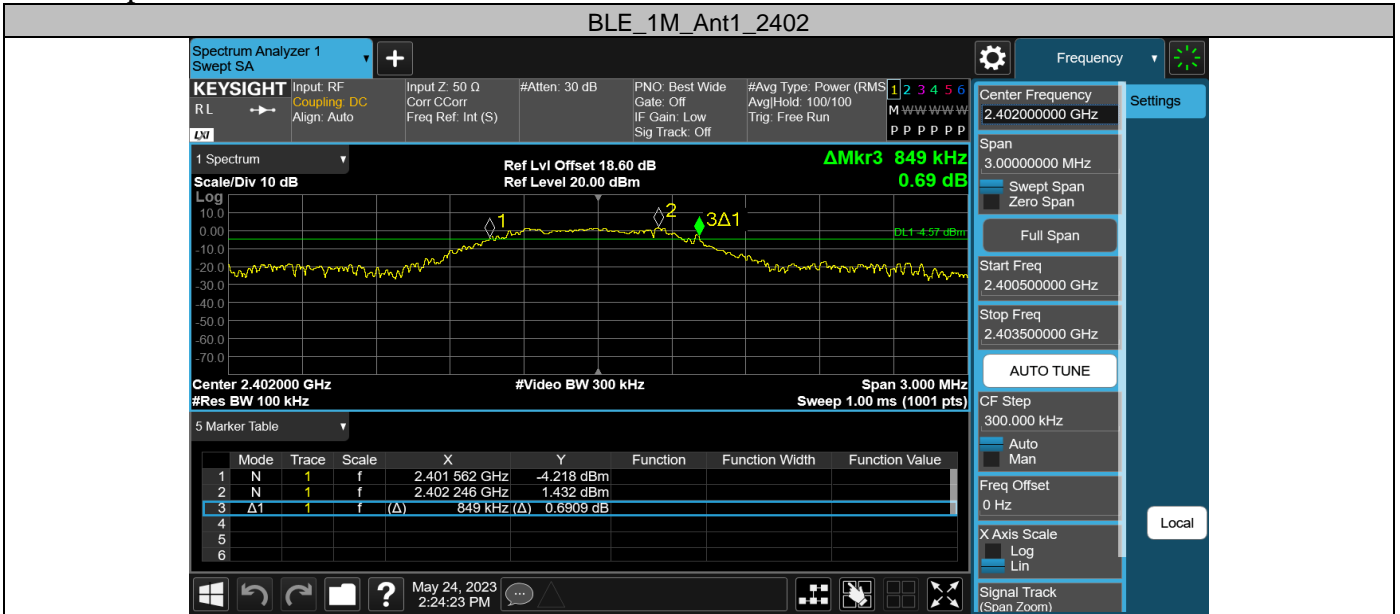 BLE_1M_Ant1_2402
Spectrum Analyzer 1
Swept SA
+
Frequency
KEYSIGHT
RL
LXI
Input: RF
Coupling: DC
Align: Auto
Input Z: 50 Ω
Corr CCorr
Freq Ref: Int (S)
#Atten: 30 dB
PNO: Best Wide
Gate: Off
IF Gain: Low
Sig Track: Off
#Avg Type: Power (RMS
Avg|Hold: 100/100
Trig: Free Run
1 2 3 4 5 6
M W W W W W
P P P P P P
1 Spectrum
Scale/Div 10 dB
Ref Lvl Offset 18.60 dB
Ref Level 20.00 dBm
ΔMkr3 849 kHz
0.69 dB
Log
10.0
0.00
-10.0
-20.0
-30.0
-40.0
-50.0
-60.0
-70.0
1
2
3Δ1
DL1 -4.57 dBm
Center 2.402000 GHz
#Res BW 100 kHz
#Video BW 300 kHz
Span 3.000 MHz
Sweep 1.00 ms (1001 pts)
5 Marker Table
Mode Trace Scale X Y Function Function Width Function Value
1 N 1 f 2.401 562 GHz -4.218 dBm
2 N 1 f 2.402 246 GHz 1.432 dBm
3 Δ1 1 f (Δ) 849 kHz (Δ) 0.6909 dB
4
5
6
?
May 24, 2023
2:24:23 PM
Center Frequency
2.402000000 GHz
Span
3.00000000 MHz
Swept Span
Zero Span
Full Span
Start Freq
2.400500000 GHz
Stop Freq
2.403500000 GHz
AUTO TUNE
CF Step
300.000 kHz
Auto
Man
Freq Offset
0 Hz
X Axis Scale
Log
Lin
Signal Track
(Span Zoom)
Settings
Local